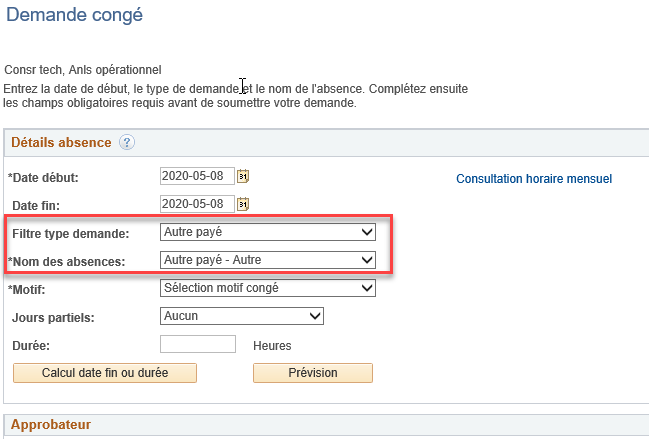 Demande congé
Consr tech, Anls opérationnel
Entrez la date de début, le type de demande et le nom de l'absence. Complétez ensuite
les champs obligatoires requis avant de soumettre votre demande.
Détails absence ?
*Date début: 2020-05-08 31 Consultation horaire mensuel
Date fin: 2020-05-08 31
Filtre type demande: Autre payé
*Nom des absences: Autre payé - Autre
*Motif: Sélection motif congé
Jours partiels: Aucun
Durée: Heures
Calcul date fin ou durée Prévision
Approbateur